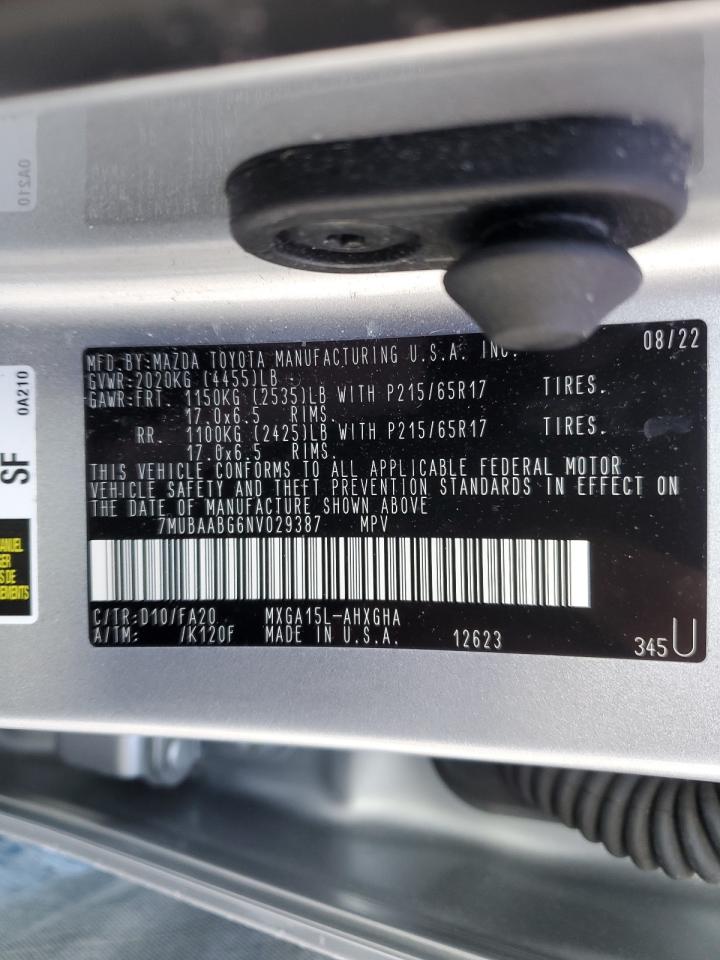 MFD.BY:MAZDA TOYOTA MANUFACTURING U.S.A. INC. 08/22
GVWR:2020KG (4455)LB
GAWR:FRT. 1150KG (2535)LB WITH P215/65R17 TIRES.
17.0x6.5 RIMS.
RR. 1100KG (2425)LB WITH P215/65R17 TIRES.
17.0x6.5 RIMS.
THIS VEHICLE CONFORMS TO ALL APPLICABLE FEDERAL MOTOR
VEHICLE SAFETY AND THEFT PREVENTION STANDARDS IN EFFECT ON
THE DATE OF MANUFACTURE SHOWN ABOVE
7MUBAABG6NV029387 MPV
C/TR:D10/FA20 MXGA15L-AHXGHA
A/TM: /K120F MADE IN U.S.A. 12623 345U
SF 0A210
0A210